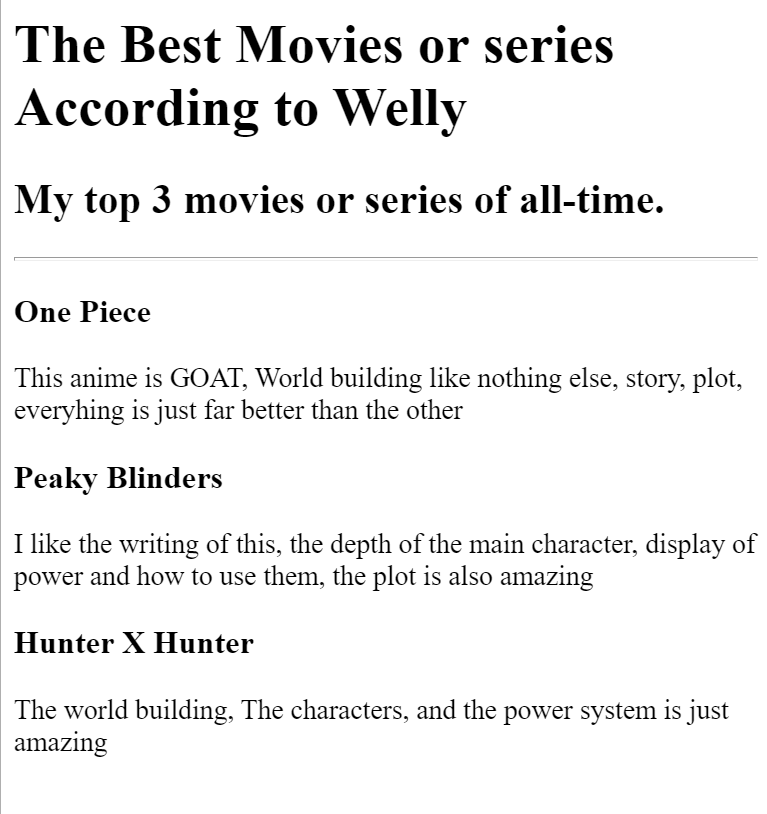 The Best Movies or series
According to Welly
My top 3 movies or series of all-time.
One Piece
This anime is GOAT, World building like nothing else, story, plot,
everyhing is just far better than the other
Peaky Blinders
I like the writing of this, the depth of the main character, display of
power and how to use them, the plot is also amazing
Hunter X Hunter
The world building, The characters, and the power system is just
amazing